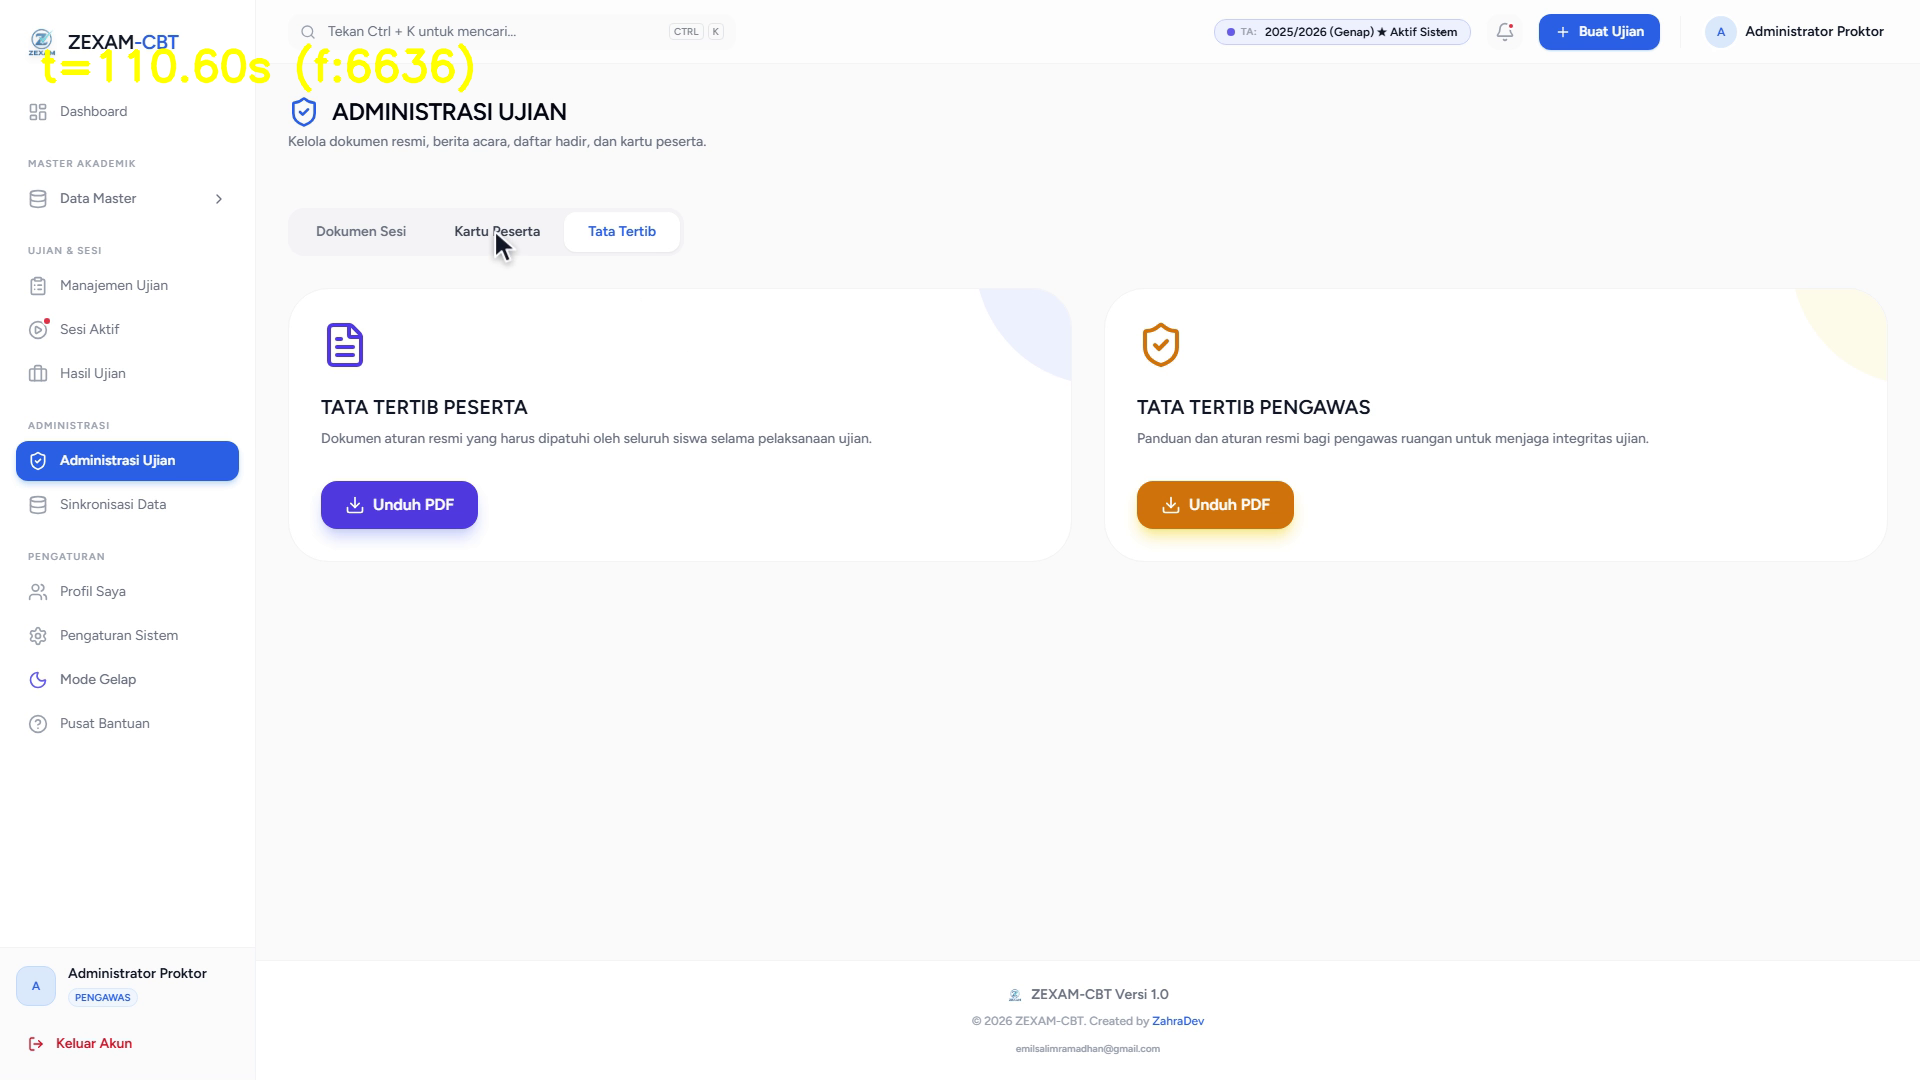 ZEXAM-CBT
t=110.60s (f:6636)
Dashboard
MASTER AKADEMIK
Data Master
UJIAN & SESI
Manajemen Ujian
Sesi Aktif
Hasil Ujian
ADMINISTRASI
Administrasi Ujian
Sinkronisasi Data
PENGATURAN
Profil Saya
Pengaturan Sistem
Mode Gelap
Pusat Bantuan
A
Administrator Proktor
PENGAWAS
Keluar Akun
Tekan Ctrl + K untuk mencari...
CTRL K
TA: 2025/2026 (Genap) ★ Aktif Sistem
+ Buat Ujian
A Administrator Proktor
ADMINISTRASI UJIAN
Kelola dokumen resmi, berita acara, daftar hadir, dan kartu peserta.
Dokumen Sesi
Kartu Peserta
Tata Tertib
TATA TERTIB PESERTA
Dokumen aturan resmi yang harus dipatuhi oleh seluruh siswa selama pelaksanaan ujian.
Unduh PDF
TATA TERTIB PENGAWAS
Panduan dan aturan resmi bagi pengawas ruangan untuk menjaga integritas ujian.
Unduh PDF
ZEXAM-CBT Versi 1.0
© 2026 ZEXAM-CBT. Created by ZahraDev
emilsalimramadhan@gmail.com